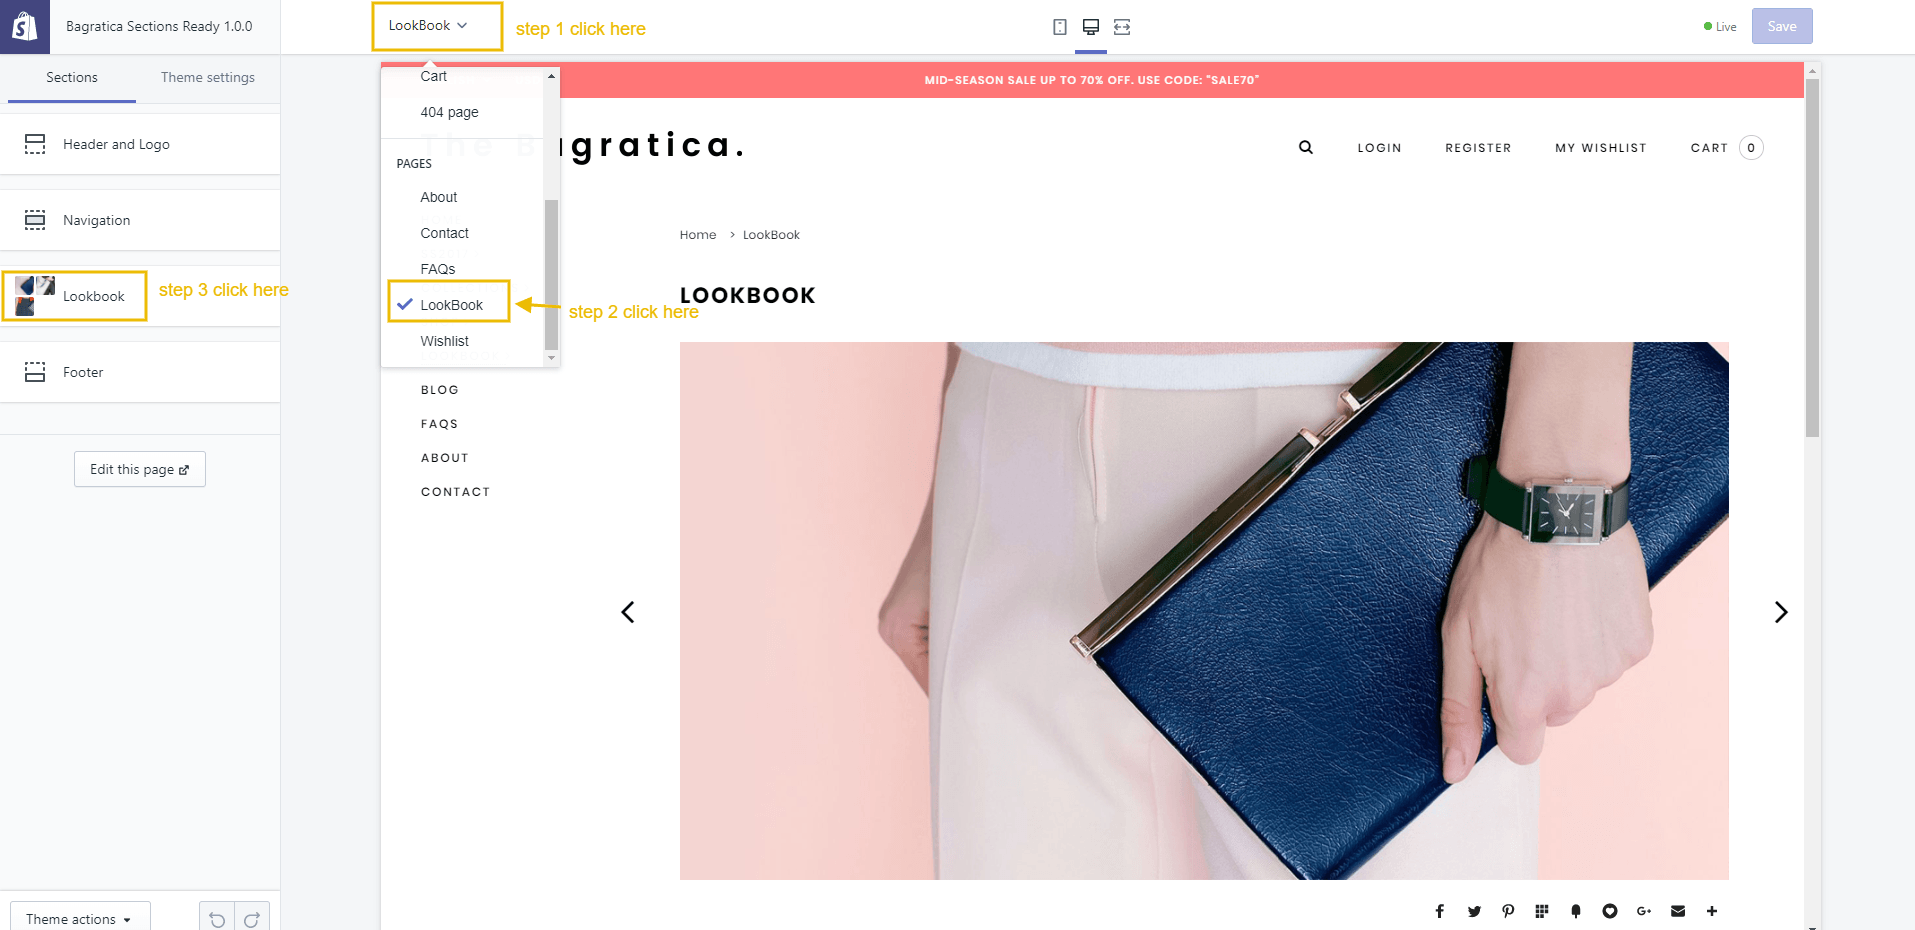 Bagratica Sections Ready 1.0.0
LookBook
step 1 click here
Live
Save
Sections
Theme settings
Header and Logo
Navigation
Lookbook
step 3 click here
Footer
Edit this page
Theme actions
Cart
404 page
PAGES
About
Contact
FAQs
LookBook
step 2 click here
Wishlist
MID-SEASON SALE UP TO 70% OFF. USE CODE: "SALE70"
The Bagratica.
LOGIN
REGISTER
MY WISHLIST
CART 0
Home > LookBook
LOOKBOOK
BLOG
FAQS
ABOUT
CONTACT